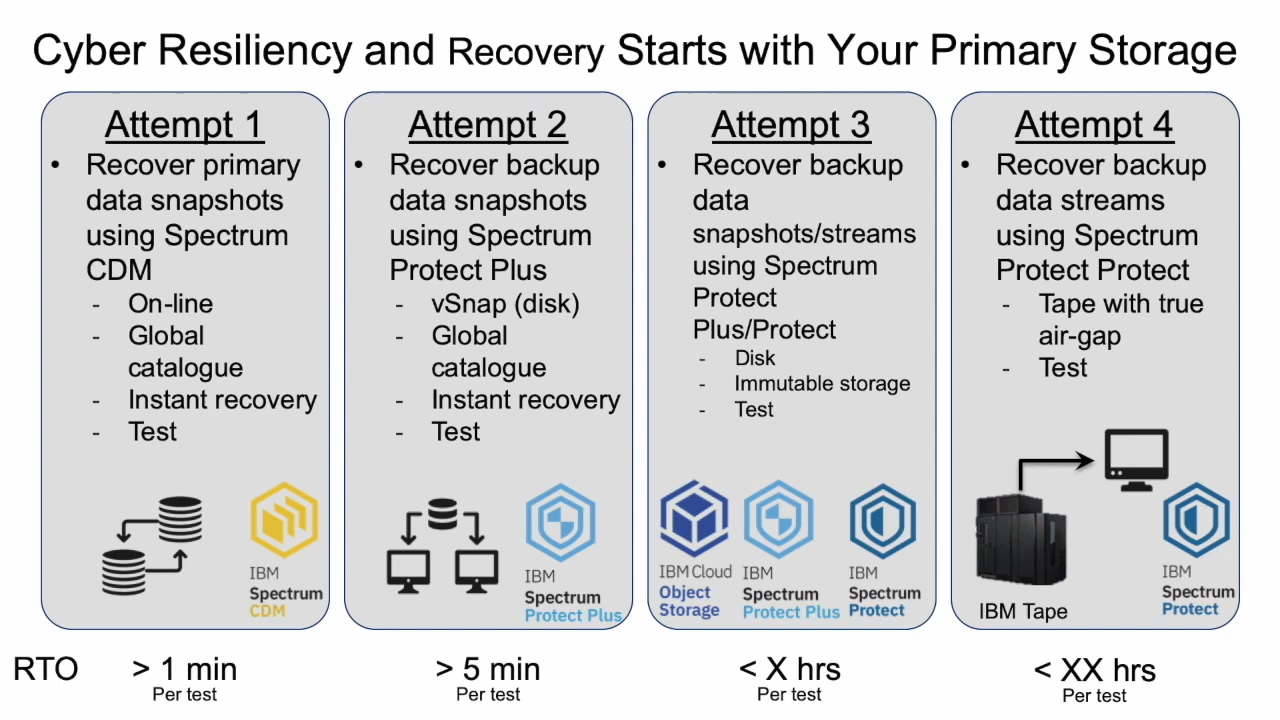 Cyber Resiliency and Recovery Starts with Your Primary Storage
Attempt 1
• Recover primary
data snapshots
using Spectrum
CDM
- On-line
- Global
catalogue
- Instant recovery
- Test
IBM
Spectrum
CDM
Attempt 2
• Recover backup
data snapshots
using Spectrum
Protect Plus
- vSnap (disk)
- Global
catalogue
- Instant recovery
- Test
IBM
Spectrum
Protect Plus
Attempt 3
• Recover backup
data
snapshots/streams
using Spectrum
Protect
Plus/Protect
- Disk
- Immutable storage
- Test
IBM Cloud
Object
Storage
IBM
Spectrum
Protect Plus
IBM
Spectrum
Protect
Attempt 4
• Recover backup
data streams
using Spectrum
Protect Protect
- Tape with true
air-gap
- Test
IBM Tape
IBM
Spectrum
Protect
RTO
> 1 min
Per test
> 5 min
Per test
< X hrs
Per test
< XX hrs
Per test